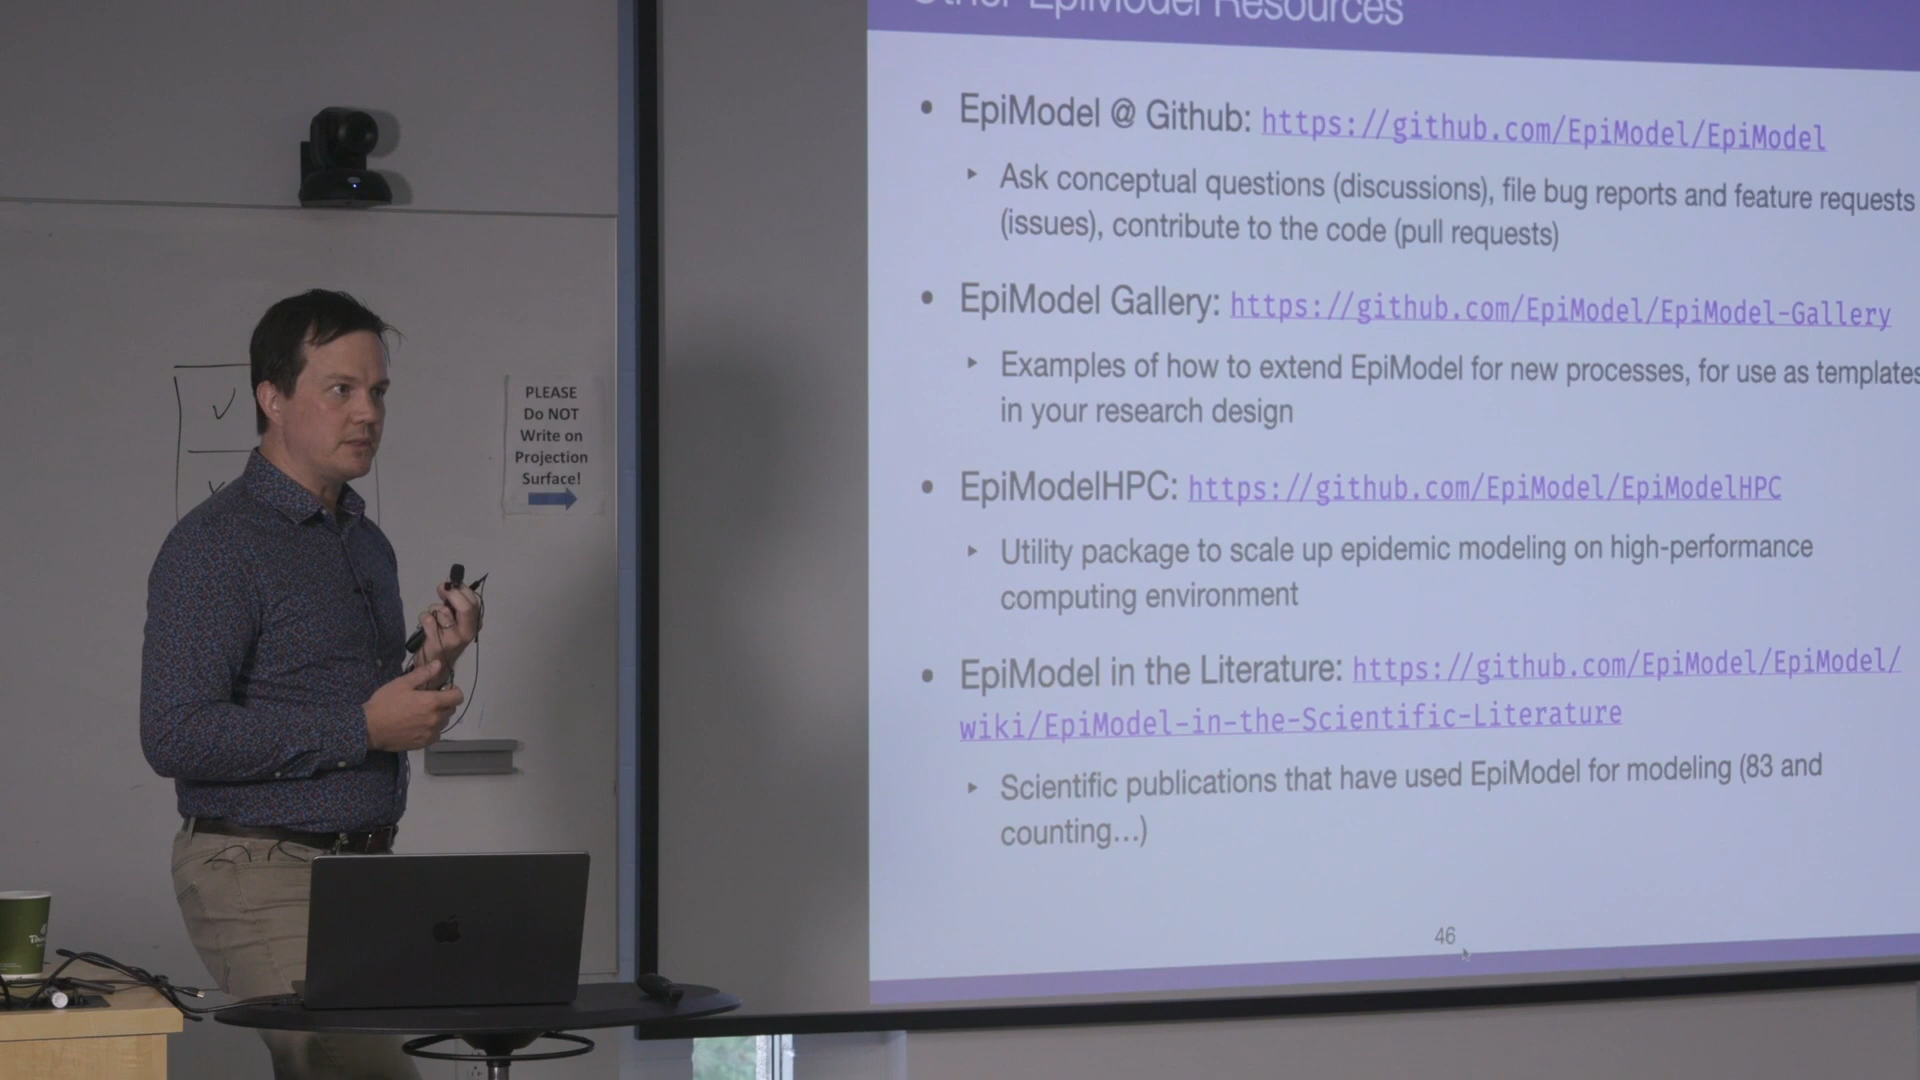 Other EpiModel Resources
• EpiModel @ Github: https://github.com/EpiModel/EpiModel
‣ Ask conceptual questions (discussions), file bug reports and feature requests
(issues), contribute to the code (pull requests)
• EpiModel Gallery: https://github.com/EpiModel/EpiModel-Gallery
‣ Examples of how to extend EpiModel for new processes, for use as templates
in your research design
• EpiModelHPC: https://github.com/EpiModel/EpiModelHPC
‣ Utility package to scale up epidemic modeling on high-performance
computing environment
• EpiModel in the Literature: https://github.com/EpiModel/EpiModel/
wiki/EpiModel-in-the-Scientific-Literature
‣ Scientific publications that have used EpiModel for modeling (83 and
counting...)
46
PLEASE
Do NOT
Write on
Projection
Surface!